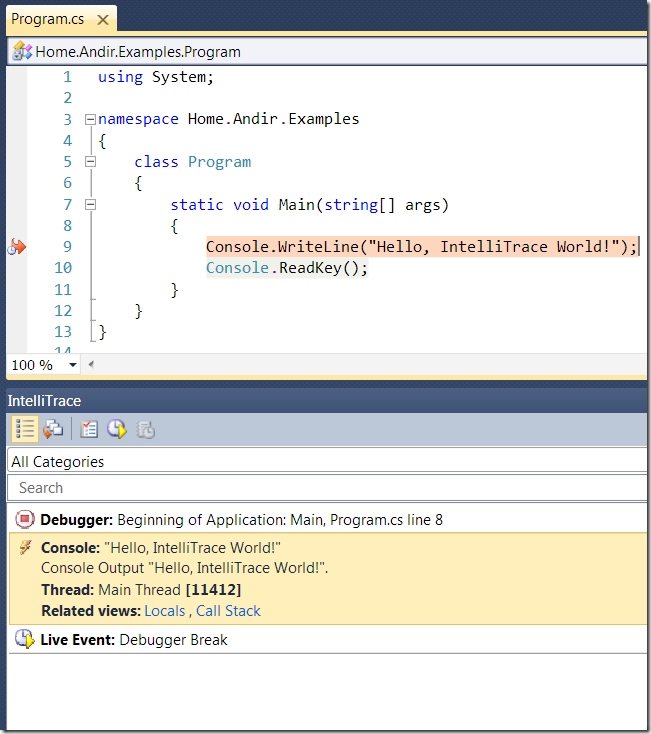 Program.cs
Home.Andir.Examples.Program
1 using System;
2
3 namespace Home.Andir.Examples
4 {
5 class Program
6 {
7 static void Main(string[] args)
8 {
9 Console.WriteLine("Hello, IntelliTrace World!");
10 Console.ReadKey();
11 }
12 }
13 }
14
100 %
IntelliTrace
All Categories
Search
Debugger: Beginning of Application: Main, Program.cs line 8
Console: "Hello, IntelliTrace World!"
Console Output "Hello, IntelliTrace World!".
Thread: Main Thread [11412]
Related views: Locals , Call Stack
Live Event: Debugger Break